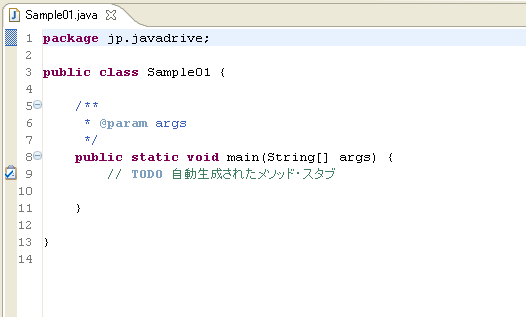 Sample01.java
1 package jp.javadrive;
2
3 public class Sample01 {
4
5 /**
6 * @param args
7 */
8 public static void main(String[] args) {
9 // TODO 自動生成されたメソッド・スタブ
10
11 }
12
13 }
14